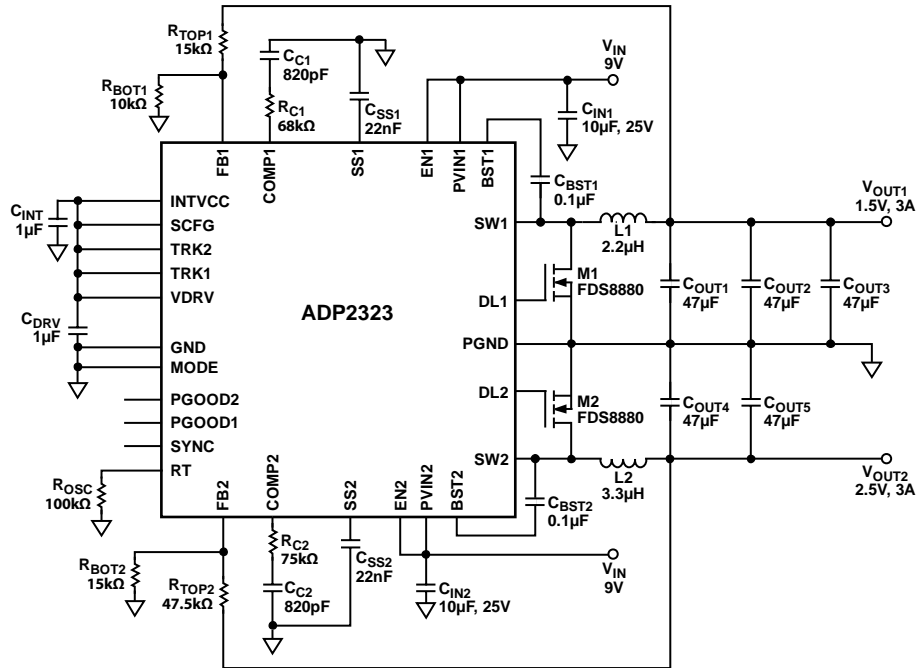 RTOP1
15kΩ
CC1
820pF
VIN
9V
RBOT1
10kΩ
RC1
68kΩ
CSS1
22nF
CIN1
10µF, 25V
FB1
COMP1
SS1
EN1
PVIN1
BST1
CBST1
0.1µF
CINT
1µF
INTVCC
SCFG
TRK2
TRK1
VDRV
CDRV
1µF
GND
MODE
PGOOD2
PGOOD1
SYNC
RT
ROSC
100kΩ
ADP2323
SW1
DL1
PGND
DL2
SW2
L1
2.2µH
M1
FDS8880
VOUT1
1.5V, 3A
COUT1
47µF
COUT2
47µF
COUT3
47µF
M2
FDS8880
COUT4
47µF
COUT5
47µF
L2
3.3µH
VOUT2
2.5V, 3A
FB2
COMP2
SS2
EN2
PVIN2
BST2
CBST2
0.1µF
RBOT2
15kΩ
RTOP2
47.5kΩ
RC2
75kΩ
CC2
820pF
CSS2
22nF
CIN2
10µF, 25V
VIN
9V